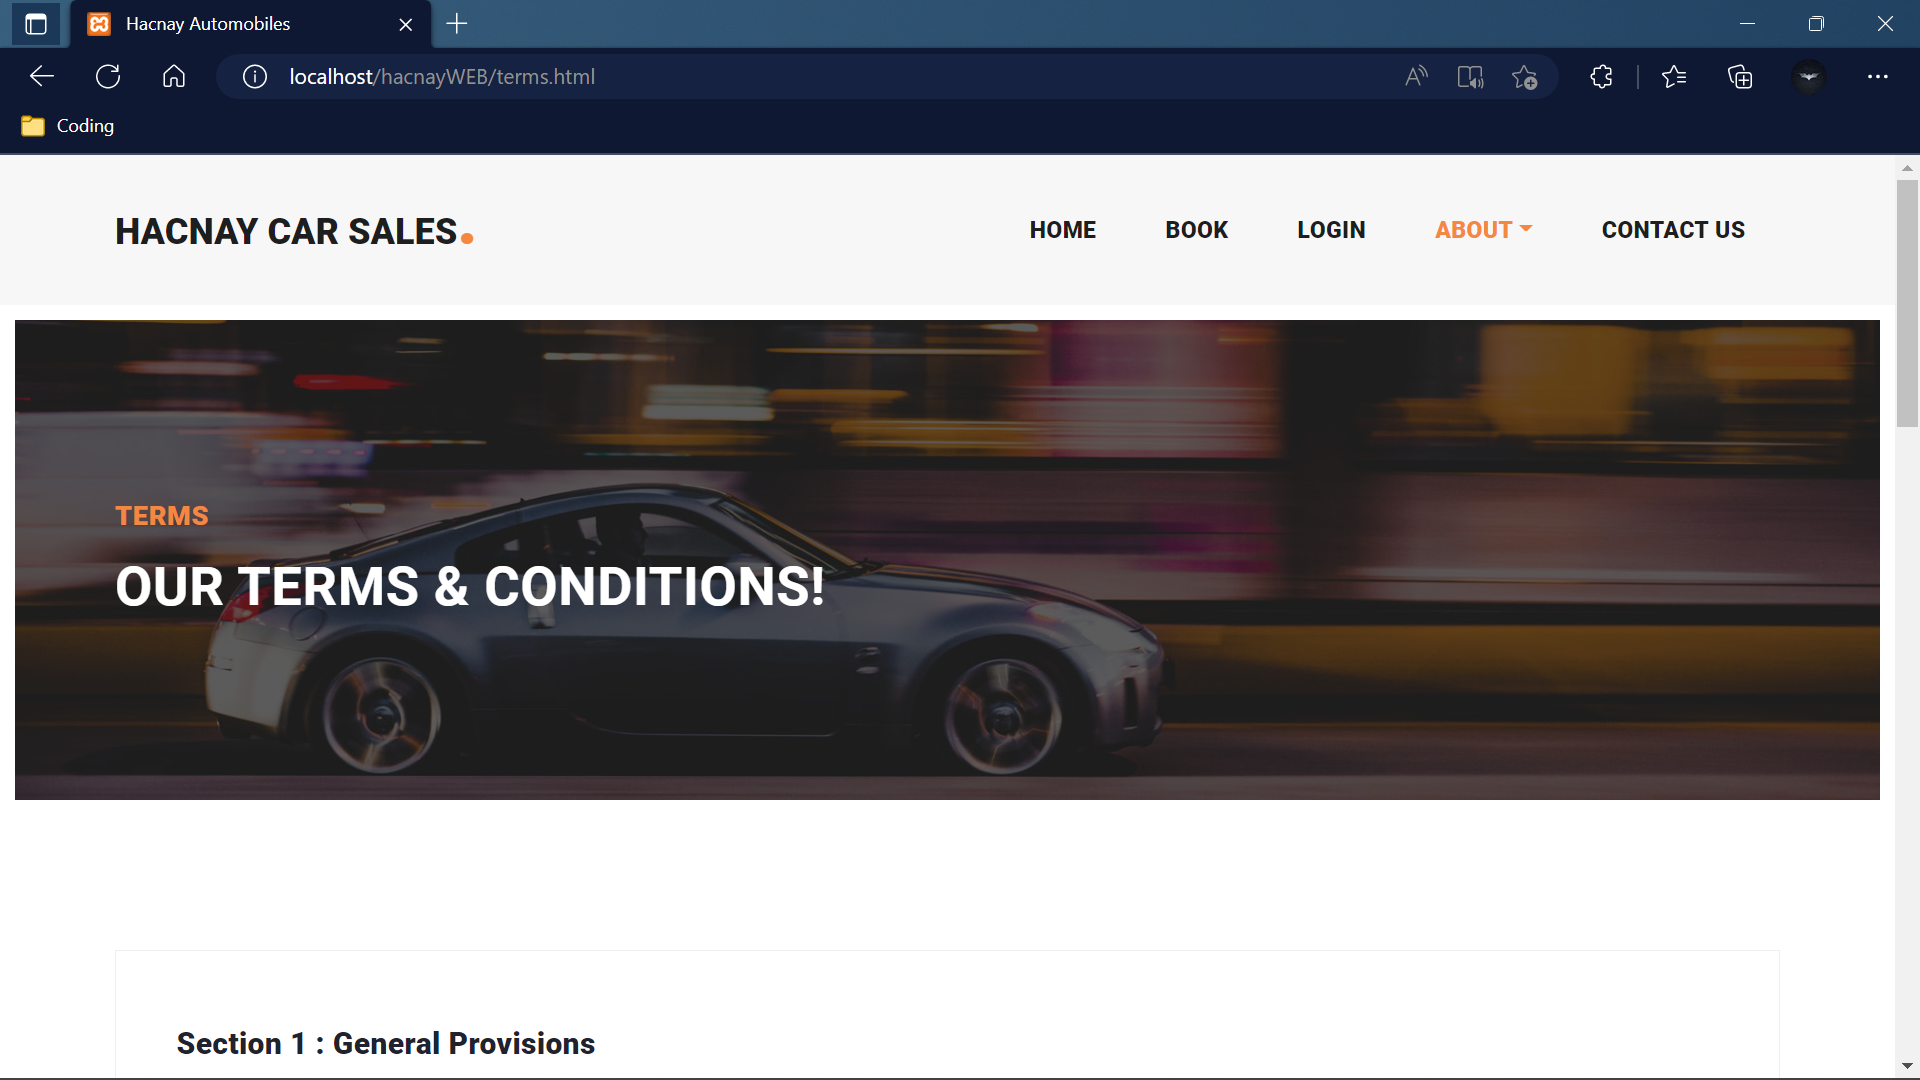 Hacnay Automobiles
localhost/hacnayWEB/terms.html
Coding
HACNAY CAR SALES.
HOME BOOK LOGIN ABOUT CONTACT US
TERMS
OUR TERMS & CONDITIONS!
Section 1 : General Provisions